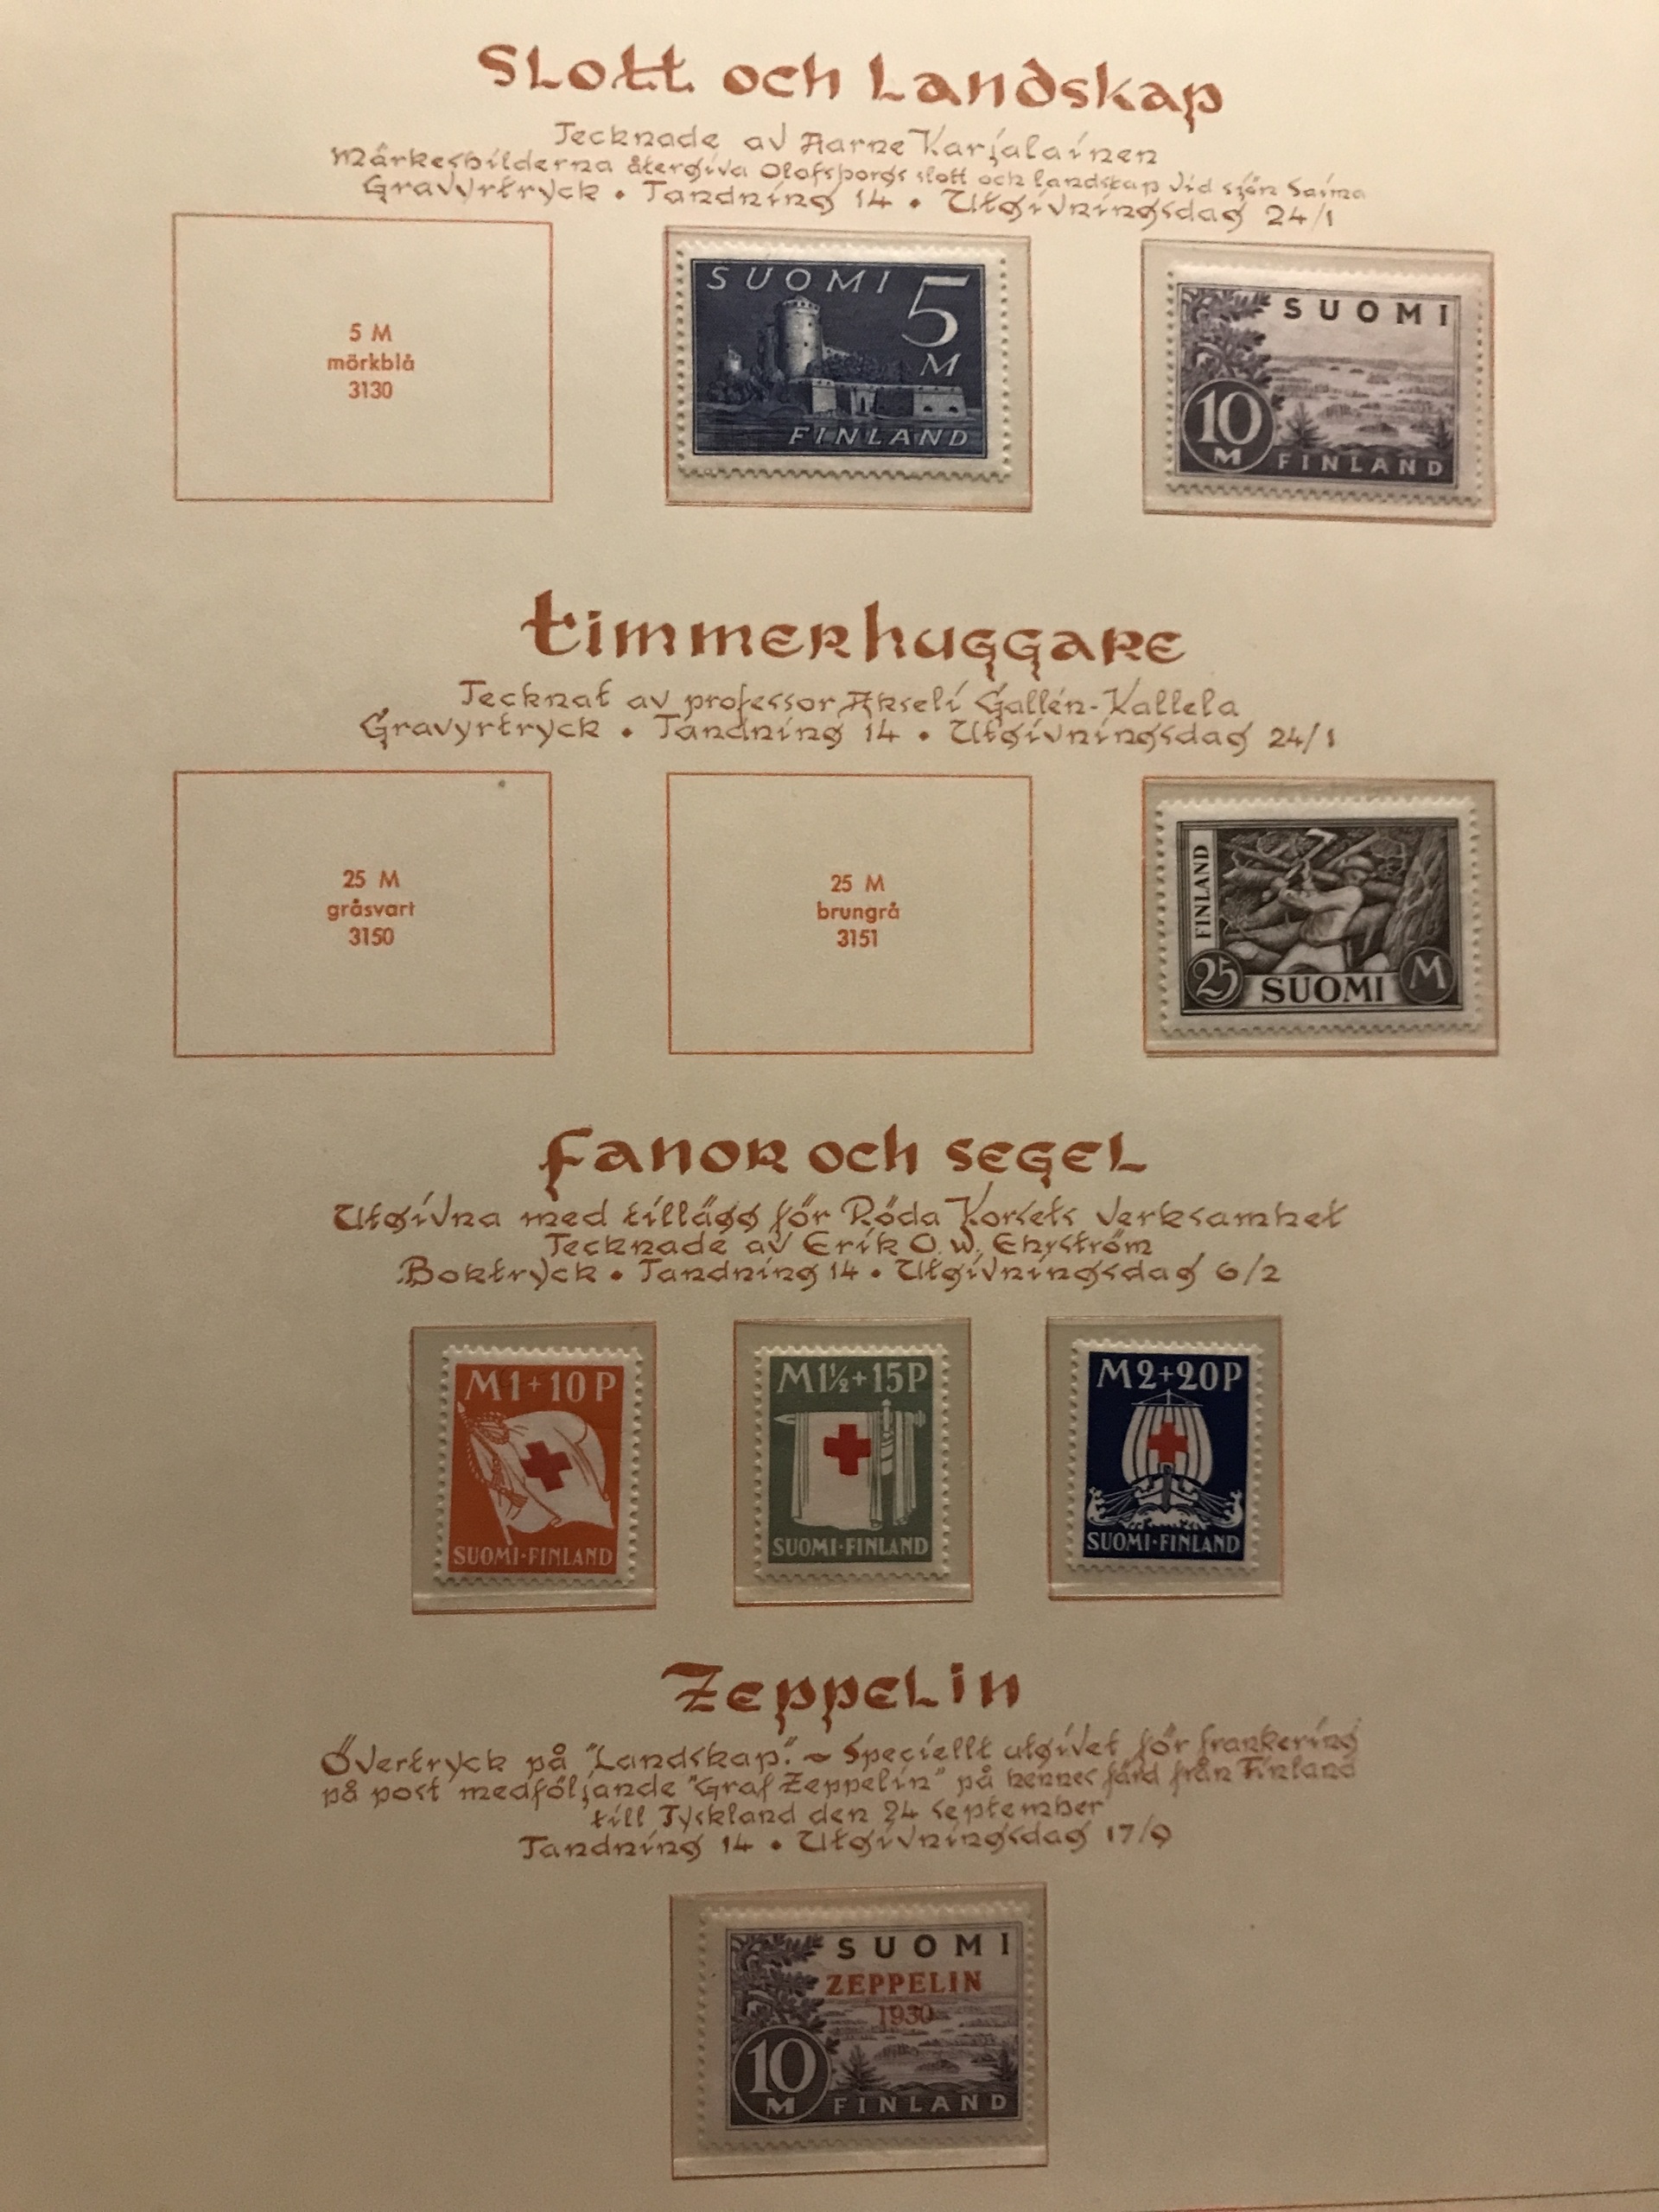 Slott och Landskap
Tecknade av Aarne Karjalainen
Märkesbilderna återgiva Olofsborgs slott och landskap vid sjön Saima
Gravyrtryck • Tandning 14 • Utgivningsdag 24/1
5 M
mörkblå
3130
SUOMI
5
M
FINLAND
SUOMI
10
M
FINLAND
timmerhuggare
Tecknat av professor Akseli Gallén-Kallela
Gravyrtryck • Tandning 14 • Utgivningsdag 24/1
25 M
gråsvart
3150
25 M
brungrå
3151
FINLAND
25
SUOMI
M
Fanor och segel
Utgivna med tillägg för Röda Korsets verksamhet
Tecknade av Erik O. W. Ehrström
Boktryck • Tandning 14 • Utgivningsdag 6/2
M1+10P
SUOMI·FINLAND
M1½+15P
SUOMI·FINLAND
M2+20P
SUOMI·FINLAND
Zeppelin
Övertryck på "Landskap". ~ Speciellt utgivet för frankering
på post medföljande "Graf Zeppelin" på hennes färd från Finland
till Tyskland den 24 september
Tandning 14 • Utgivningsdag 17/9
SUOMI
ZEPPELIN
1930
10
M
FINLAND